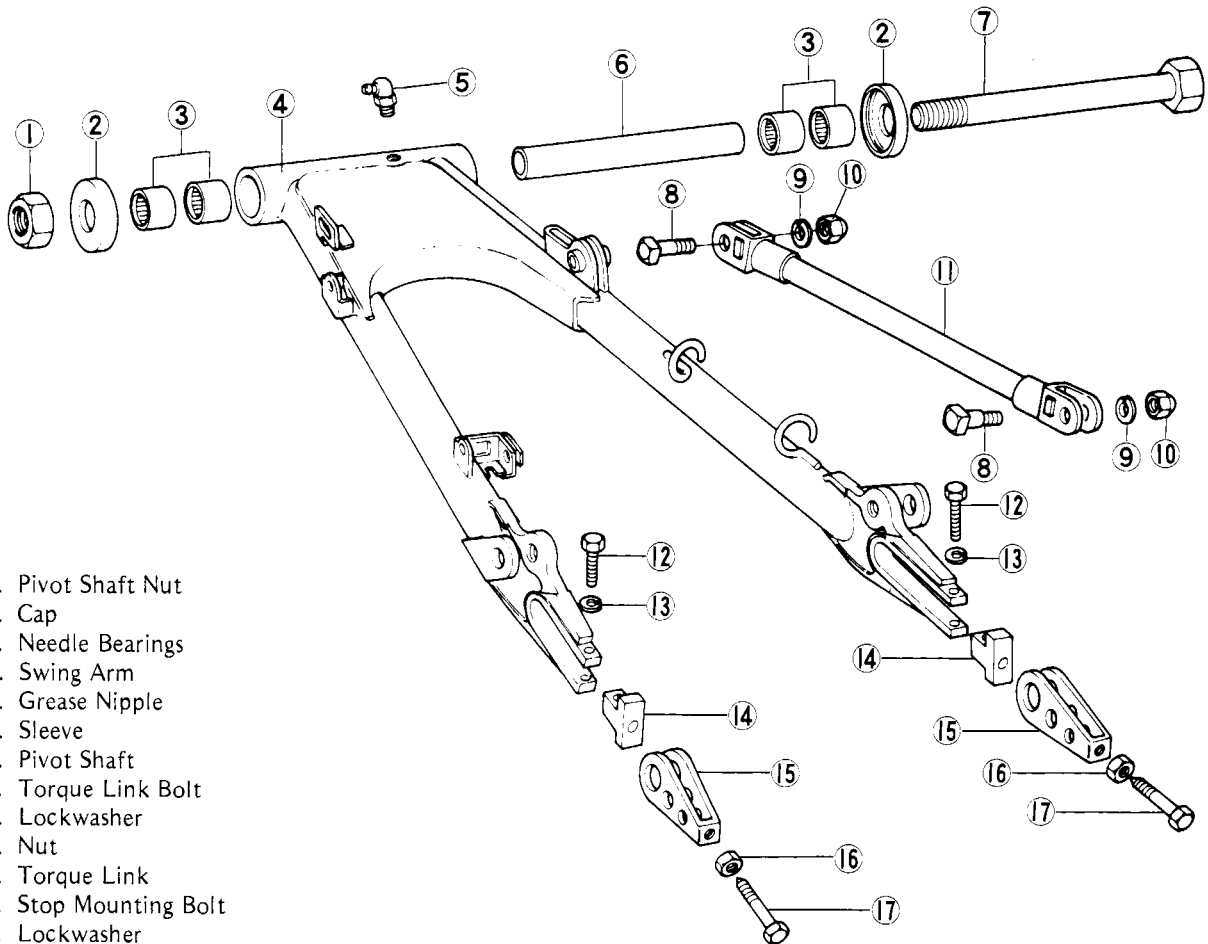 1 2 3 4 5 6 3 2 7
8 9 10
11
8 9 10
12
13
12
13
14
15
16
17
14
15
16
17
. Pivot Shaft Nut
. Cap
. Needle Bearings
. Swing Arm
. Grease Nipple
. Sleeve
. Pivot Shaft
. Torque Link Bolt
. Lockwasher
. Nut
. Torque Link
. Stop Mounting Bolt
. Lockwasher